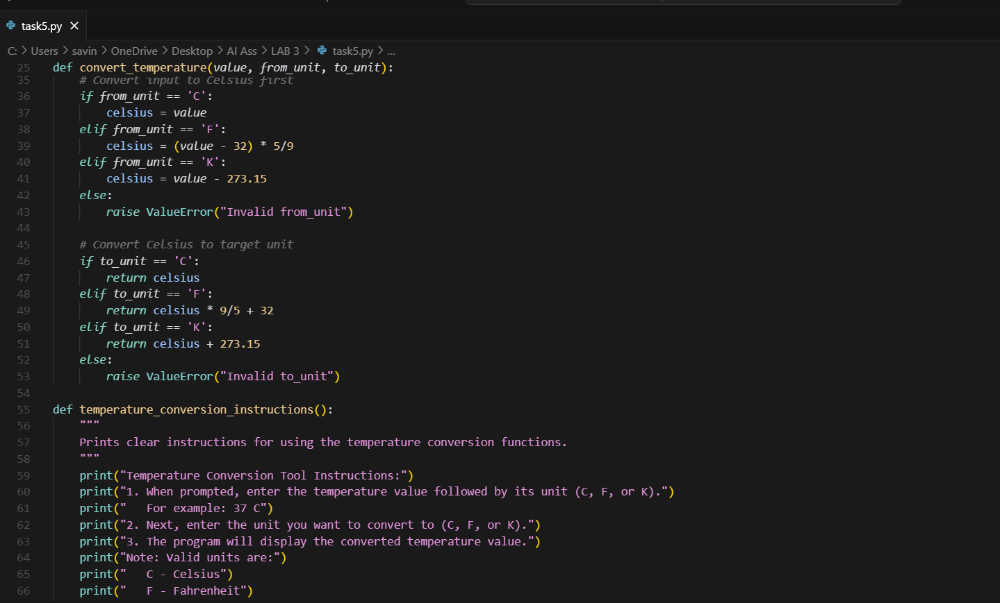 task5.py
C: > Users > savin > OneDrive > Desktop > AI Ass > LAB 3 > task5.py > ...
25 def convert_temperature(value, from_unit, to_unit):
35     # Convert input to Celsius first
36     if from_unit == 'C':
37         celsius = value
38     elif from_unit == 'F':
39         celsius = (value - 32) * 5/9
40     elif from_unit == 'K':
41         celsius = value - 273.15
42     else:
43         raise ValueError("Invalid from_unit")
44
45     # Convert Celsius to target unit
46     if to_unit == 'C':
47         return celsius
48     elif to_unit == 'F':
49         return celsius * 9/5 + 32
50     elif to_unit == 'K':
51         return celsius + 273.15
52     else:
53         raise ValueError("Invalid to_unit")
54
55 def temperature_conversion_instructions():
56     """
57     Prints clear instructions for using the temperature conversion functions.
58     """
59     print("Temperature Conversion Tool Instructions:")
60     print("1. When prompted, enter the temperature value followed by its unit (C, F, or K).")
61     print("   For example: 37 C")
62     print("2. Next, enter the unit you want to convert to (C, F, or K).")
63     print("3. The program will display the converted temperature value.")
64     print("Note: Valid units are:")
65     print("   C - Celsius")
66     print("   F - Fahrenheit")